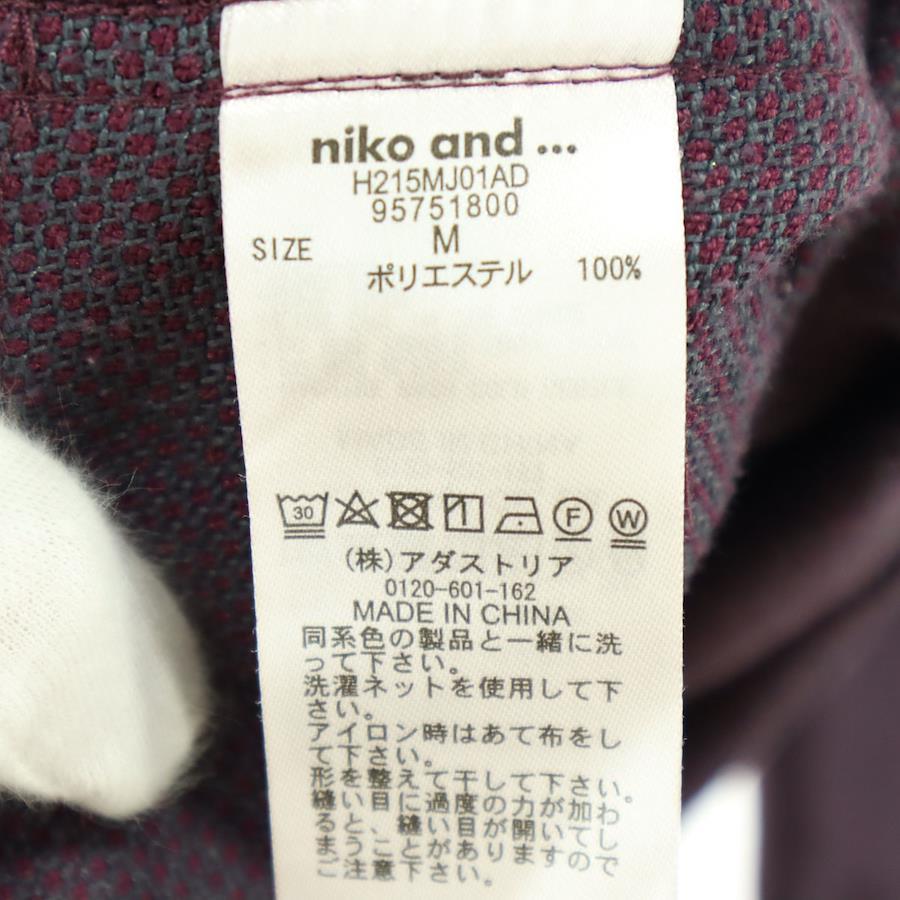 niko and ...
H215MJ01AD
95751800
SIZE M
ポリエステル 100%
30 F W
(株)アダストリア
0120-601-162
MADE IN CHINA
同系色の製品と一緒に洗
って下さい。
洗濯ネットを使用して下
さい。
アイロン時はあて布をし
て下さい。
形を整えて干して下さい。
縫い目に過度の力が加わ
ると、縫い目が開いてし
まうことがありますので
ご注意下さい。